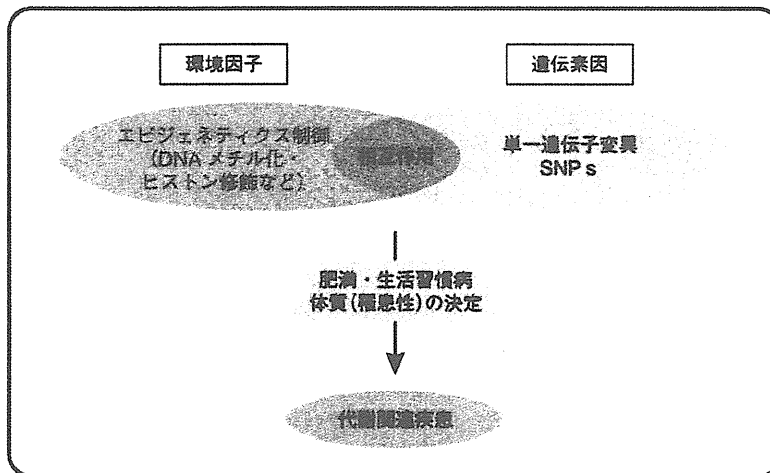 環境因子
遺伝素因
エピジェネティクス制御
(DNA メチル化・
ヒストン修飾など)
相互作用
単一遺伝子変異
SNPs
肥満・生活習慣病
体質(罹患性)の決定
代謝関連疾患